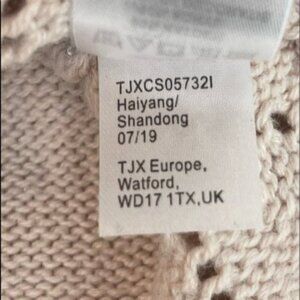 TJXCS05732I
Haiyang/
Shandong
07/19
TJX Europe,
Watford,
WD17 1TX,UK